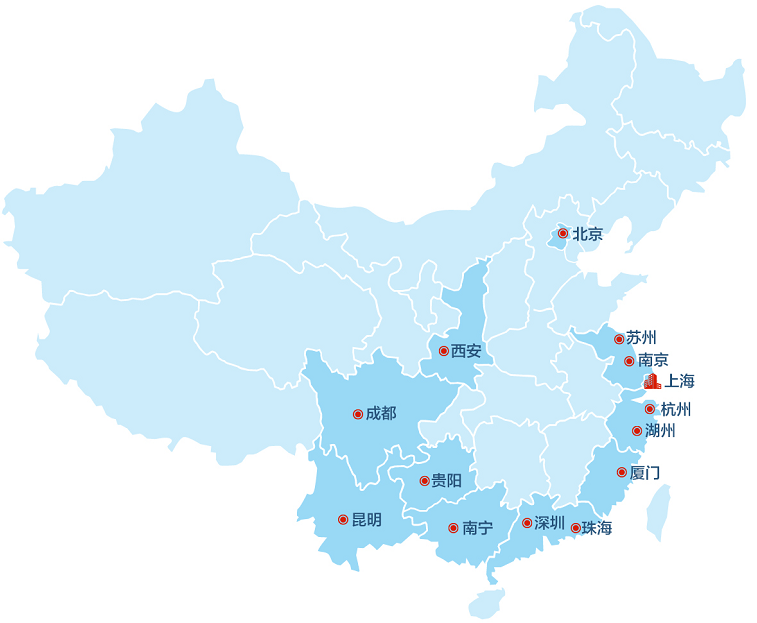 北京
苏州
南京
西安
上海
杭州
成都
湖州
厦门
贵阳
昆明
南宁
深圳
珠海